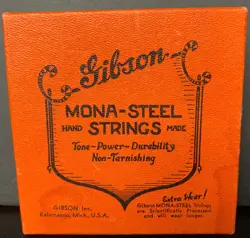 Gibson
MONA-STEEL
HAND STRINGS MADE
Tone-Power-Durability
Non-Tarnishing
Extra Wear!
Gibson MONA-STEEL Strings
are Scientifically Processed
and will wear longer.
GIBSON Inc.
Kalamazoo, Mich., U.S.A.